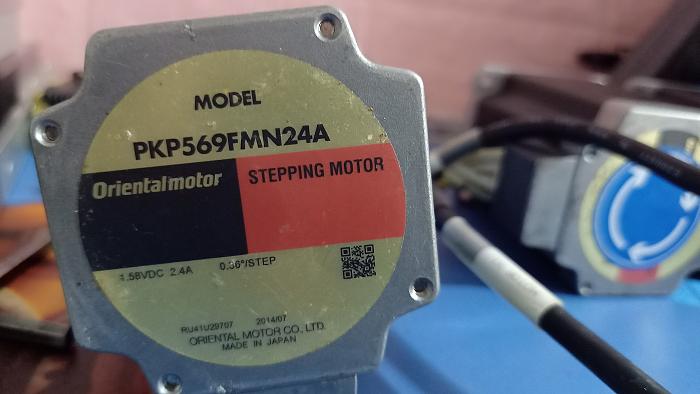 MODEL
PKP569FMN24A
Orientalmotor
STEPPING MOTOR
1.58VDC 2.4A 0.36°/STEP
RU41U29707 2014/07
ORIENTAL MOTOR CO., LTD.
MADE IN JAPAN